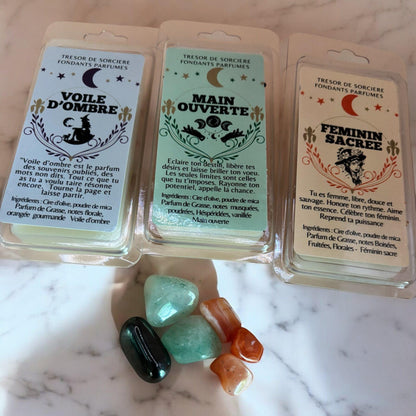 TRESOR DE SORCIÈRE
FONDANTS PARFUMES
VOILE
D'OMBRE
"Voile d'ombre est le parfum
des souvenirs oubliés, des
mots non dits. Tout ce que tu
as tu a voulu taire résonne
encore. Tourne la page et
laisse partir.
Ingrédients : Cire d'olive, poudre de mica
Parfum de Grasse, notes florale,
orangée gourmande Voile d'ombre
TRESOR DE SORCIERE
FONDANTS PARFUMES
MAIN
OUVERTE
Eclaire ton destin, libère tes
désirs et laisse briller ton voeu.
Les seules limites sont celles
que tu t'imposes. Rayonne ton
potentiel, appelle ta chance.
Ingrédients : Cire d'olive, poudre de mica
Parfum de Grasse, notes musquées
poudrées, Héspéridés, vanillée
Main ouverte
TRESOR DE SORCIERE
FONDANTS PARFUMES
FEMININ
SACREE
Tu es femme, libre, douce et
sauvage. Honore ton rythme. Aime
ton essence. Célèbre ton féminin.
Reprend ta puissance
Ingrédients : Cire d'olive, poudre de mica
Parfum de Grasse, notes Boisées,
Fruitées, Florales - Féminin sacre